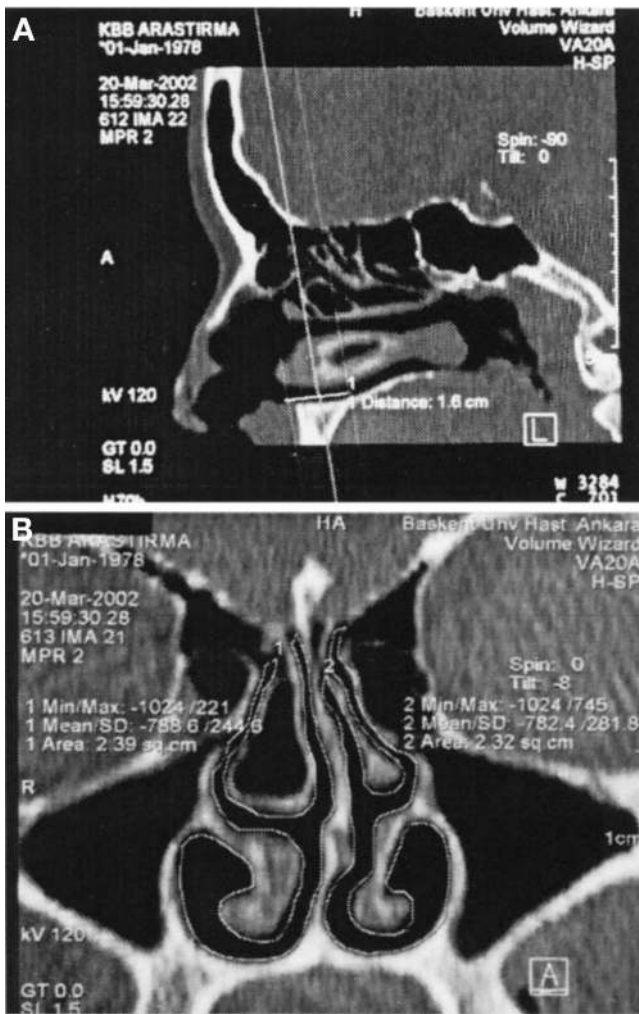 A
H
KBB ARASTIRMA
*01-Jan-1978
Baskent Unv Hast. Ankara
Volume Wizard
VA20A
H-SP
20-Mar-2002
15:59:30.28
612 IMA 22
MPR 2
Spin: -90
Tilt: 0
A
kV 120
1
1 Distance: 1.6 cm
L
GT 0.0
SL 1.5
W 3284
C 701
H70h
B
HA
KBB ARASTIRMA
*01-Jan-1978
Baskent Unv Hast. Ankara
Volume Wizard
VA20A
H-SP
20-Mar-2002
15:59:30.28
613 IMA 21
MPR 2
1
2
Spin: 0
Tilt: -8
1 Min/Max: -1024 /221
1 Mean/SD: -788.6 /244.6
1 Area: 2.39 sq.cm
2 Min/Max: -1024 /745
2 Mean/SD: -782.4 /281.8
2 Area: 2.32 sq.cm
R
1cm
kV 120
A
GT 0.0
SL 1.5